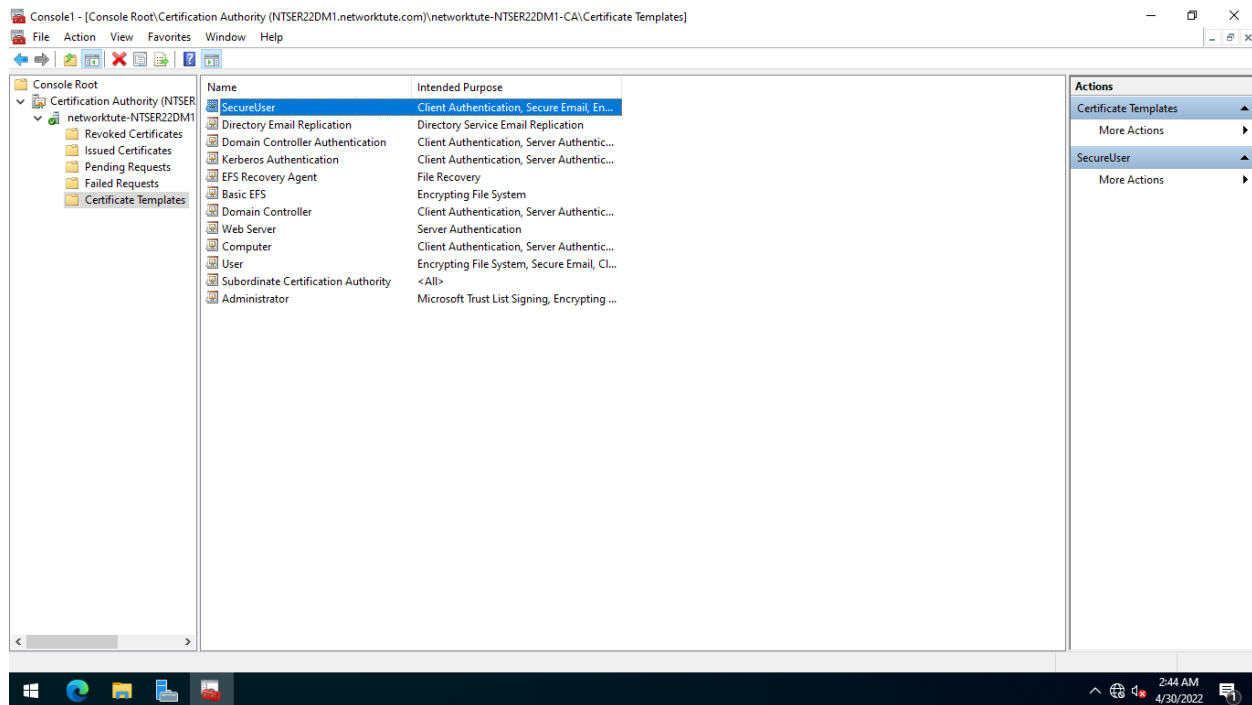 Console1 - [Console Root\Certification Authority (NTSER22DM1.networktute.com)\networktute-NTSER22DM1-CA\Certificate Templates]
File Action View Favorites Window Help
Console Root
Certification Authority (NTSER
networktute-NTSER22DM1
Revoked Certificates
Issued Certificates
Pending Requests
Failed Requests
Certificate Templates
Name Intended Purpose
SecureUser Client Authentication, Secure Email, En...
Directory Email Replication Directory Service Email Replication
Domain Controller Authentication Client Authentication, Server Authentic...
Kerberos Authentication Client Authentication, Server Authentic...
EFS Recovery Agent File Recovery
Basic EFS Encrypting File System
Domain Controller Client Authentication, Server Authentic...
Web Server Server Authentication
Computer Client Authentication, Server Authentic...
User Encrypting File System, Secure Email, Cl...
Subordinate Certification Authority <All>
Administrator Microsoft Trust List Signing, Encrypting ...
Actions
Certificate Templates
More Actions
SecureUser
More Actions
2:44 AM
4/30/2022
1